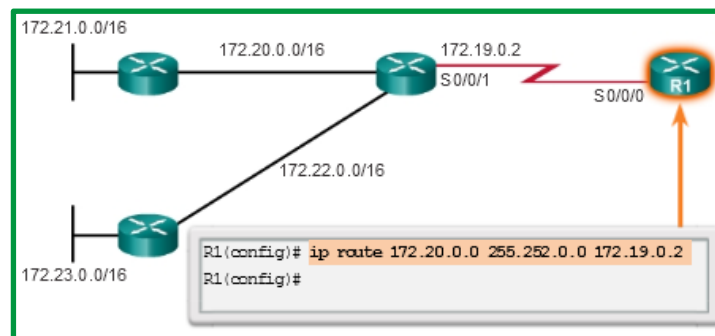 172.21.0.0/16
172.20.0.0/16
172.19.0.2
S0/0/1
S0/0/0
R1
172.22.0.0/16
172.23.0.0/16
R1(config)# ip route 172.20.0.0 255.252.0.0 172.19.0.2
R1(config)#